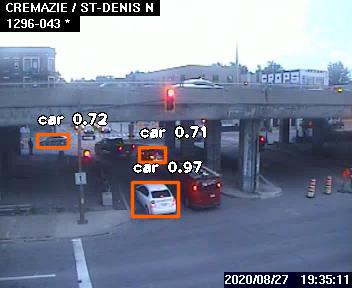 CREMAZIE / ST-DENIS N
1296-043 *
car 0.72
car 0.71
car 0.97
2020/08/27 19:35:11